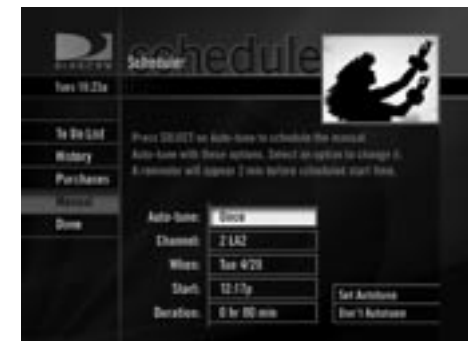 DIRECTV
schedule
Scheduler
Tues 10:23a
To Do List
History
Purchases
Manual
Done
Press SELECT on Auto-tune to schedule the manual
Auto-tune with these options. Select an option to change it.
A reminder will appear 2 min before scheduled start time.
Auto-tune: Once
Channel: 2 LA2
When: Tue 4/28
Start: 12:17p
Duration: 0 hr 00 min
Set Autotune
Don't Autotune